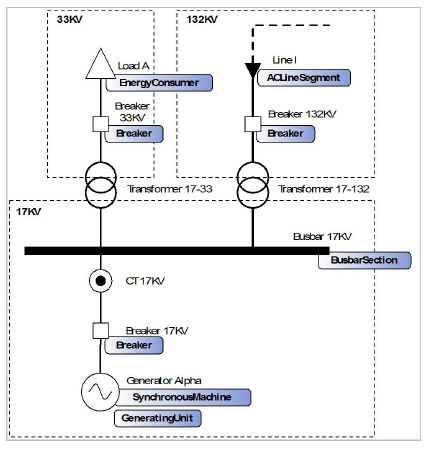 33KV
132KV
Load A
EnergyConsumer
Line I
ACLineSegment
Breaker
33KV
Breaker
Breaker 132KV
Breaker
Transformer 17-33
Transformer 17-132
17KV
Busbar 17KV
BusbarSection
CT17KV
Breaker 17KV
Breaker
Generator Alpha
SynchronousMachine
GeneratingUnit